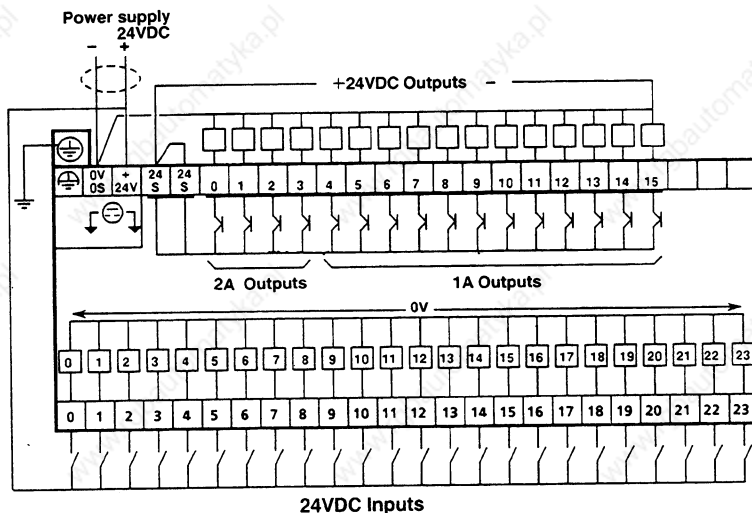 Power supply
24VDC
- +
+24VDC Outputs -
0V + 24 24
0S 24V S S 0 1 2 3 4 5 6 7 8 9 10 11 12 13 14 15
2A Outputs 1A Outputs
0V
0 1 2 3 4 5 6 7 8 9 10 11 12 13 14 15 16 17 18 19 20 21 22 23
0 1 2 3 4 5 6 7 8 9 10 11 12 13 14 15 16 17 18 19 20 21 22 23
24VDC Inputs